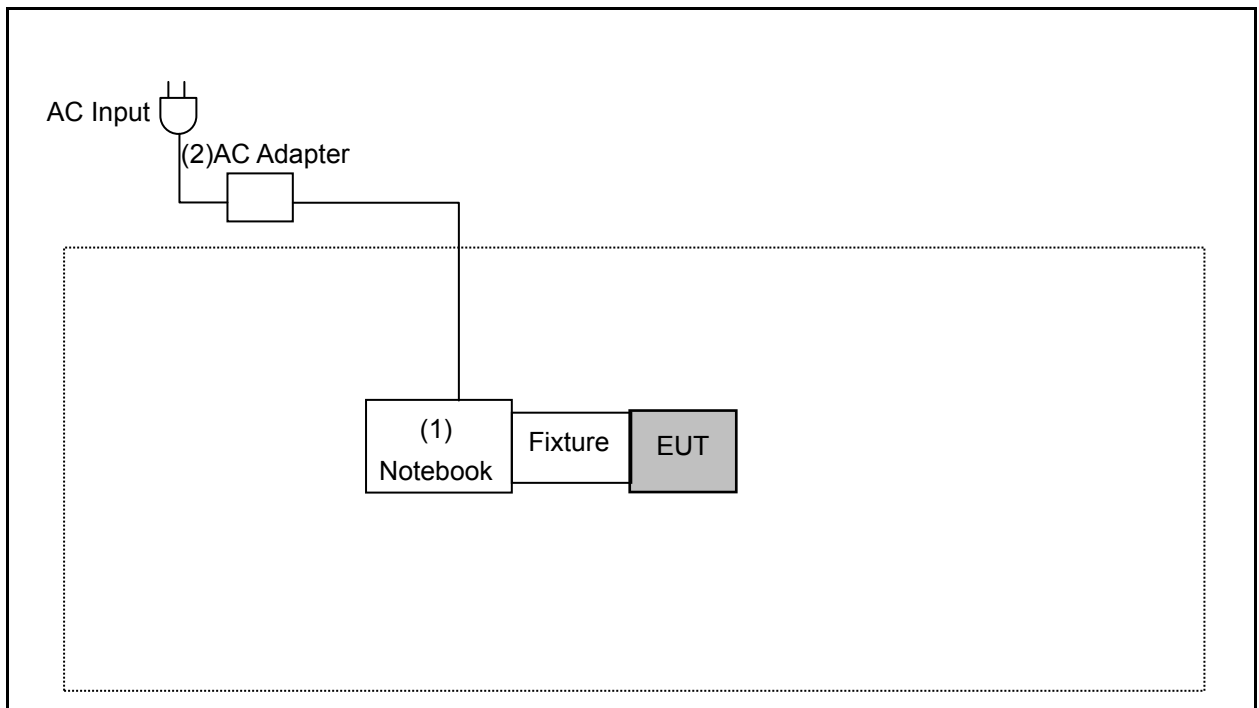 AC Input
(2)AC Adapter
(1)
Notebook
Fixture
EUT